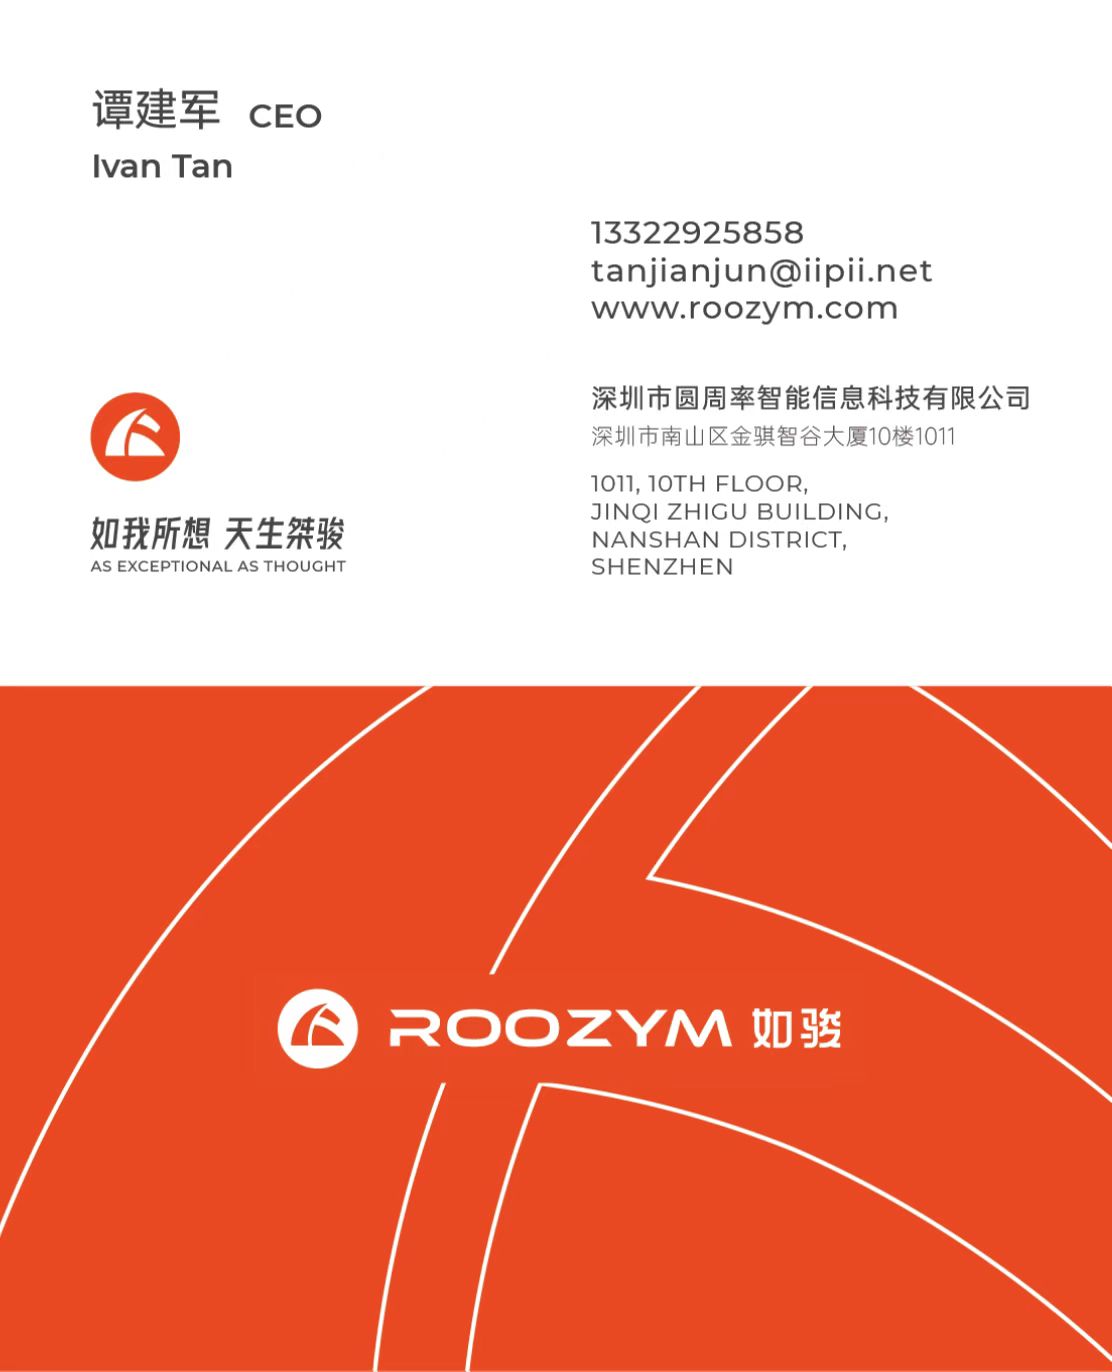 谭建军 CEO
Ivan Tan
13322925858
tanjianjun@iipii.net
www.roozym.com
深圳市圆周率智能信息科技有限公司
深圳市南山区金骐智谷大厦10楼1011
1011, 10TH FLOOR,
JINQI ZHIGU BUILDING,
NANSHAN DISTRICT,
SHENZHEN
如我所想 天生桀骏
AS EXCEPTIONAL AS THOUGHT
ROOZYM 如骏